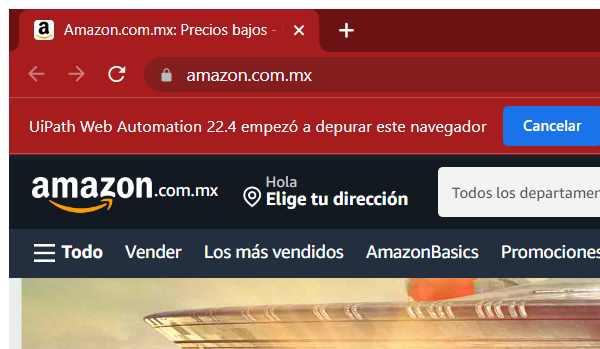 Amazon.com.mx: Precios bajos -
amazon.com.mx
UiPath Web Automation 22.4 empezó a depurar este navegador
Cancelar
amazon.com.mx
Hola
Elige tu dirección
Todos los
Todo Vender Los más vendidos AmazonBasics Promociones